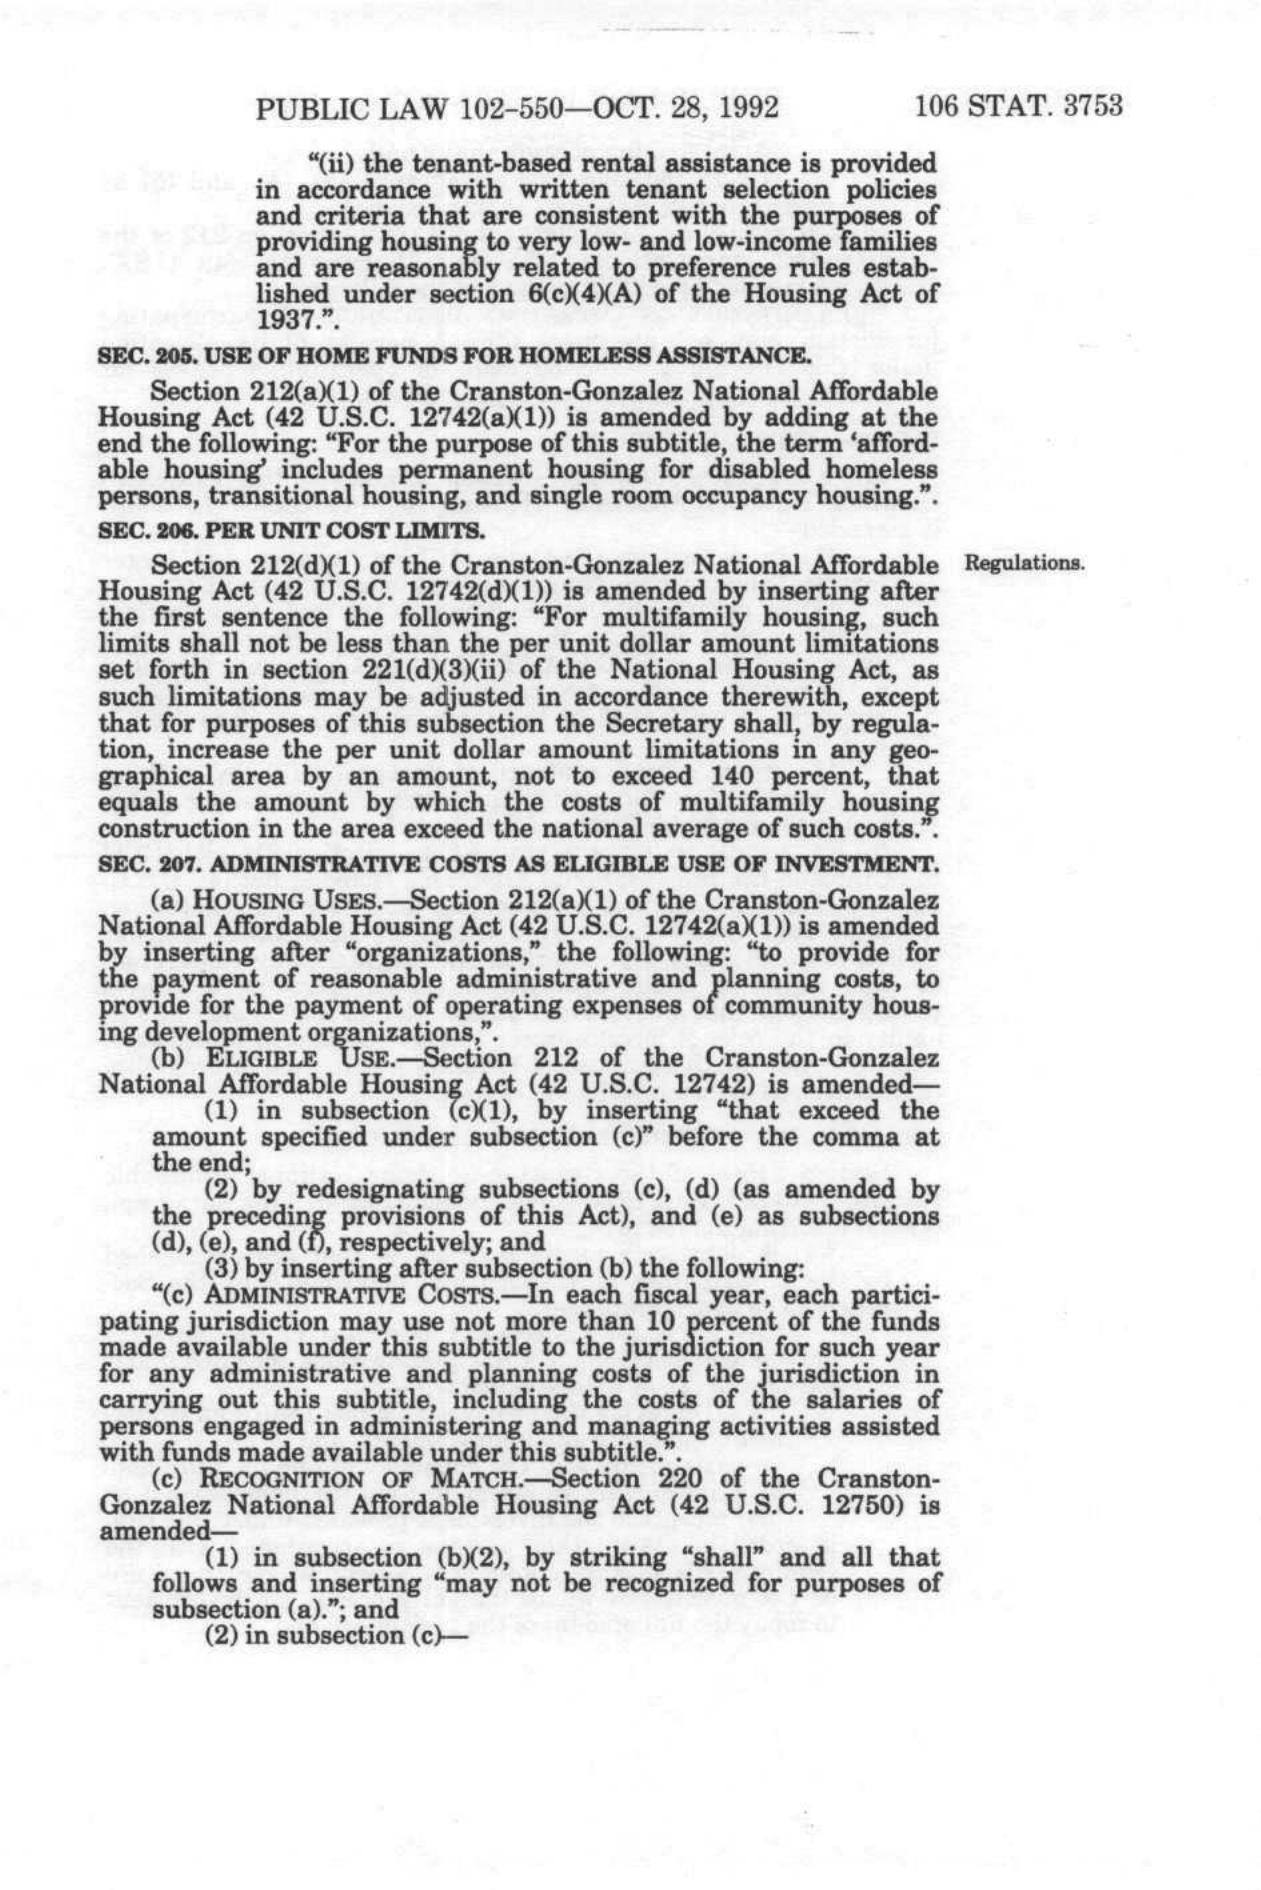 PUBLIC LAW 102–550—OCT. 28, 1992 106 STAT. 3753
“(ii) the tenant-based rental assistance is provided
in accordance with written tenant selection policies
and criteria that are consistent with the purposes of
providing housing to very low- and low-income families
and are reasonably related to preference rules estab-
lished under section 6(c)(4)(A) of the Housing Act of
1937.”.
SEC. 205. USE OF HOME FUNDS FOR HOMELESS ASSISTANCE.
Section 212(a)(1) of the Cranston-Gonzalez National Affordable
Housing Act (42 U.S.C. 12742(a)(1)) is amended by adding at the
end the following: “For the purpose of this subtitle, the term ‘afford-
able housing’ includes permanent housing for disabled homeless
persons, transitional housing, and single room occupancy housing.”.
SEC. 206. PER UNIT COST LIMITS.
Section 212(d)(1) of the Cranston-Gonzalez National Affordable Regulations.
Housing Act (42 U.S.C. 12742(d)(1)) is amended by inserting after
the first sentence the following: “For multifamily housing, such
limits shall not be less than the per unit dollar amount limitations
set forth in section 221(d)(3)(ii) of the National Housing Act, as
such limitations may be adjusted in accordance therewith, except
that for purposes of this subsection the Secretary shall, by regula-
tion, increase the per unit dollar amount limitations in any geo-
graphical area by an amount, not to exceed 140 percent, that
equals the amount by which the costs of multifamily housing
construction in the area exceed the national average of such costs.”.
SEC. 207. ADMINISTRATIVE COSTS AS ELIGIBLE USE OF INVESTMENT.
(a) HOUSING USES.—Section 212(a)(1) of the Cranston-Gonzalez
National Affordable Housing Act (42 U.S.C. 12742(a)(1)) is amended
by inserting after “organizations,” the following: “to provide for
the payment of reasonable administrative and planning costs, to
provide for the payment of operating expenses of community hous-
ing development organizations,”.
(b) ELIGIBLE USE.—Section 212 of the Cranston-Gonzalez
National Affordable Housing Act (42 U.S.C. 12742) is amended—
(1) in subsection (c)(1), by inserting “that exceed the
amount specified under subsection (c)” before the comma at
the end;
(2) by redesignating subsections (c), (d) (as amended by
the preceding provisions of this Act), and (e) as subsections
(d), (e), and (f), respectively; and
(3) by inserting after subsection (b) the following:
“(c) ADMINISTRATIVE COSTS.—In each fiscal year, each partici-
pating jurisdiction may use not more than 10 percent of the funds
made available under this subtitle to the jurisdiction for such year
for any administrative and planning costs of the jurisdiction in
carrying out this subtitle, including the costs of the salaries of
persons engaged in administering and managing activities assisted
with funds made available under this subtitle.”.
(c) RECOGNITION OF MATCH.—Section 220 of the Cranston-
Gonzalez National Affordable Housing Act (42 U.S.C. 12750) is
amended—
(1) in subsection (b)(2), by striking “shall” and all that
follows and inserting “may not be recognized for purposes of
subsection (a).”; and
(2) in subsection (c)—